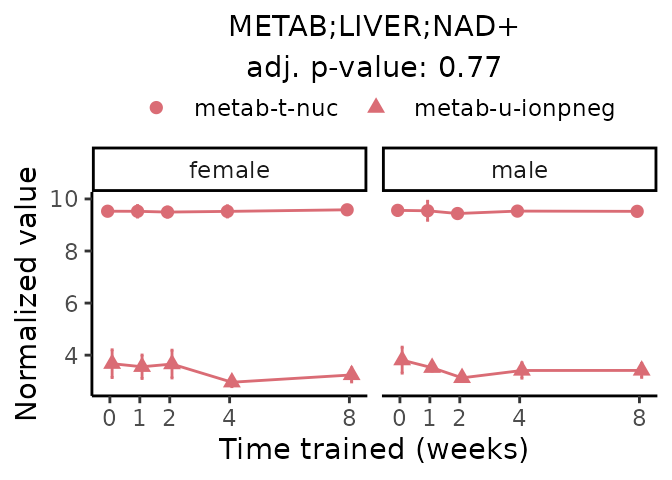 METAB;LIVER;NAD+
adj. p-value: 0.77
metab-t-nuc metab-u-ionpneg
female male
Normalized value
10
8
6
4
0 1 2 4 8 0 1 2 4 8
Time trained (weeks)